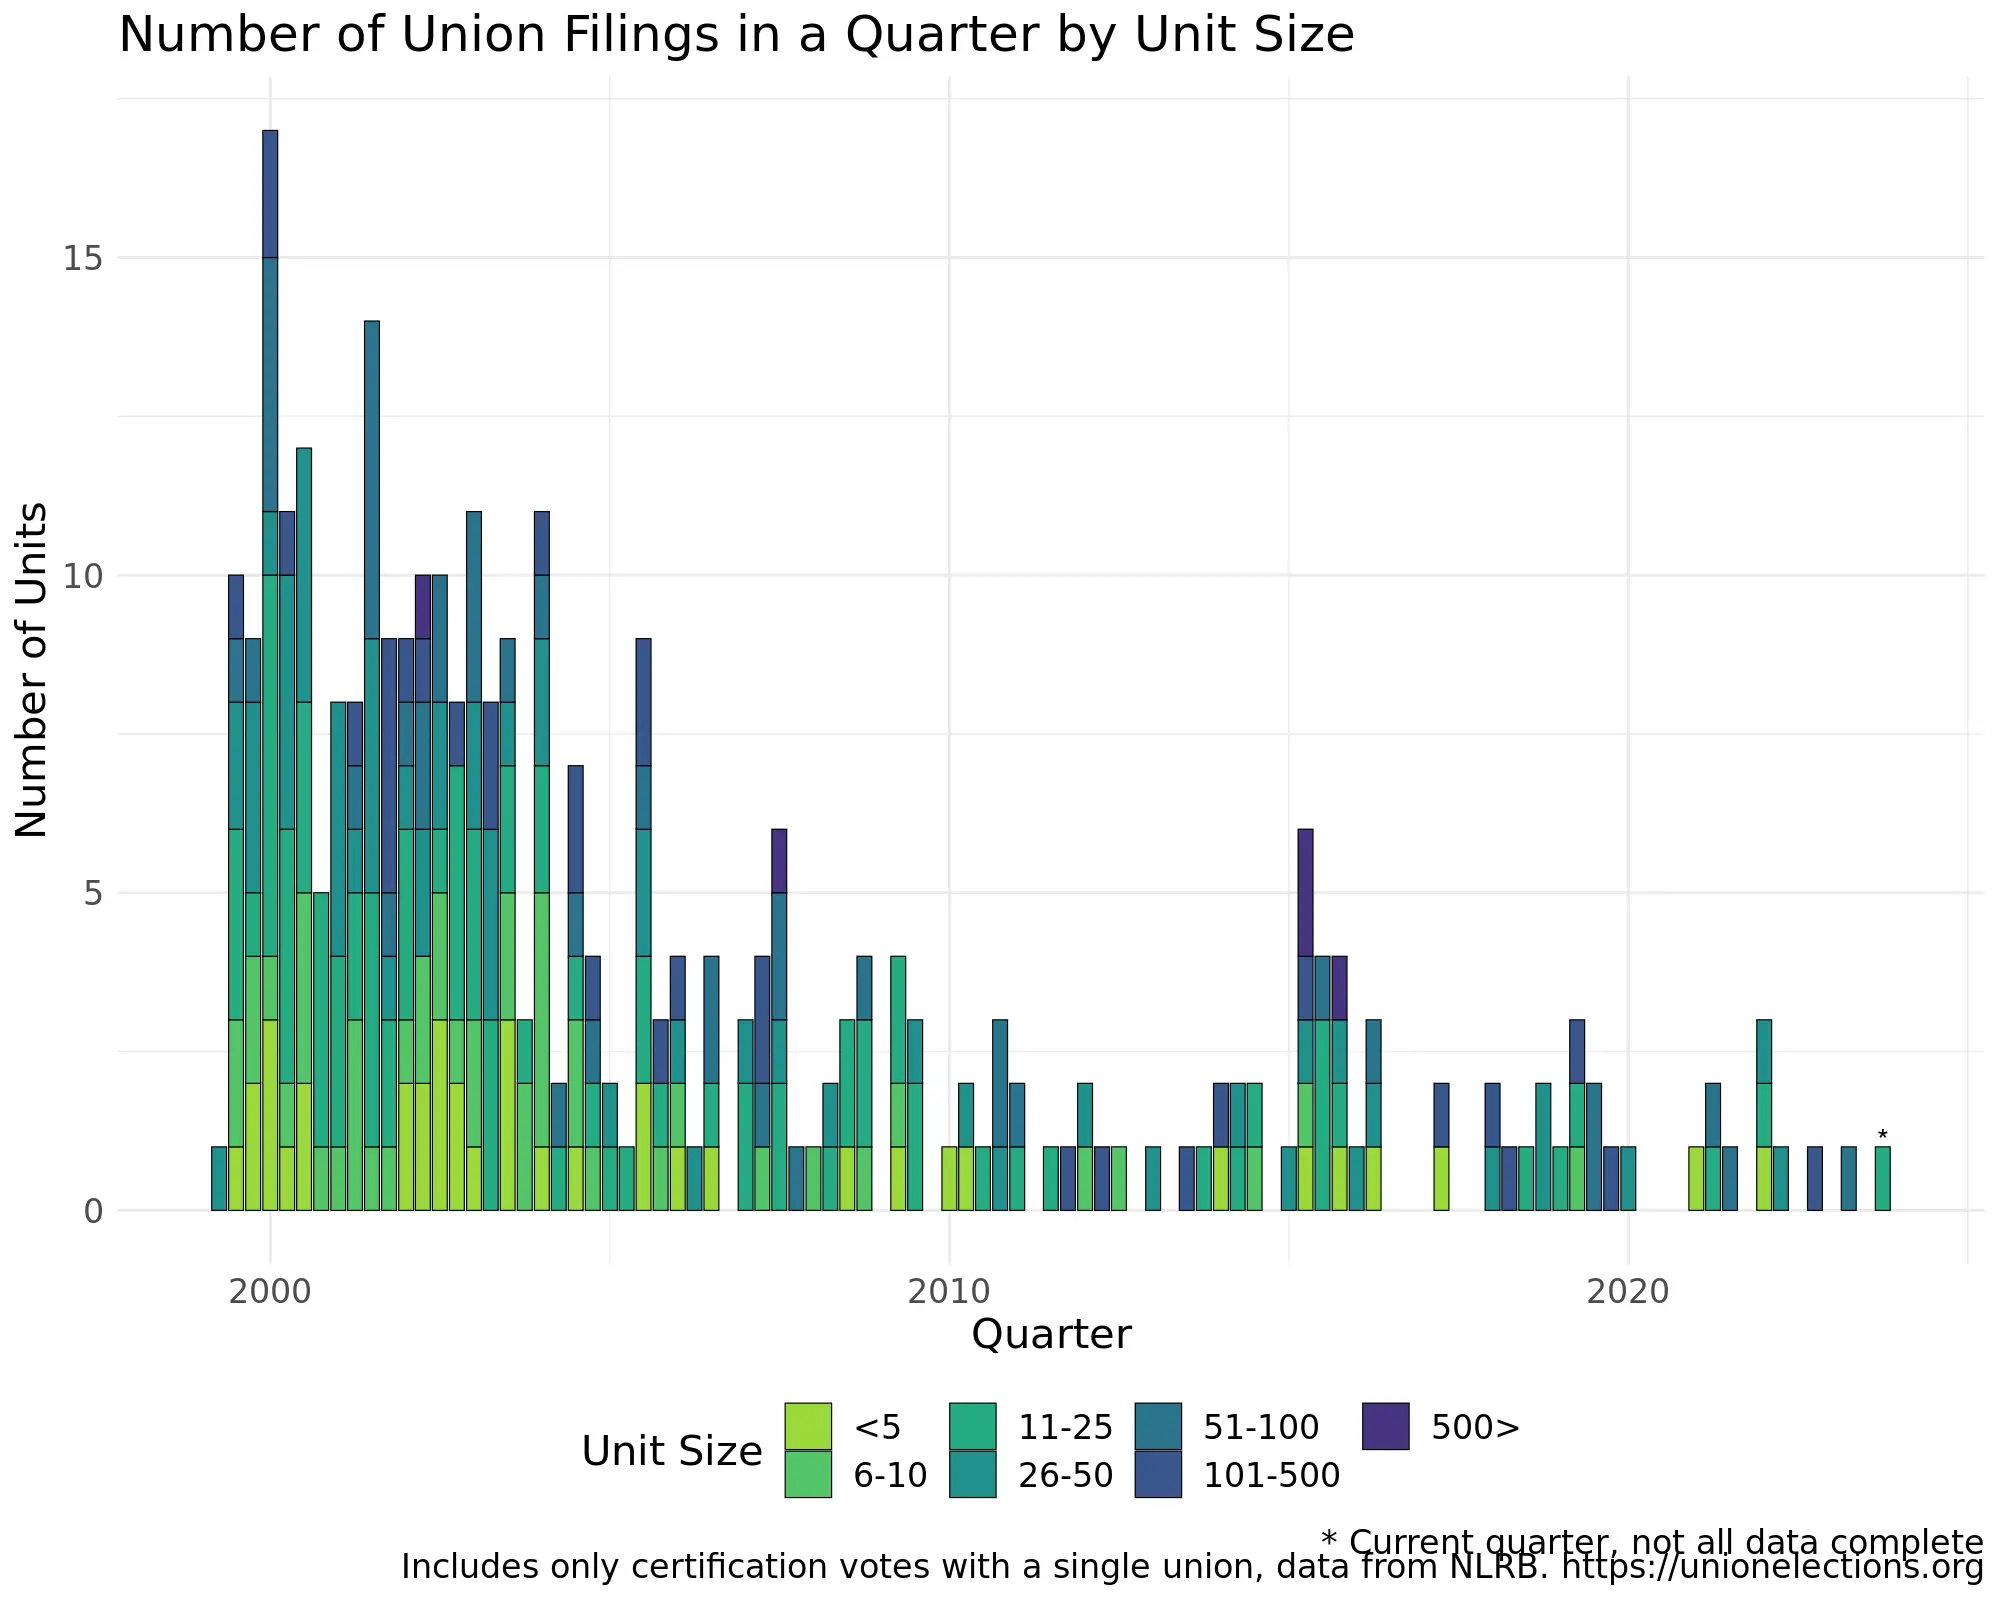 Number of Union Filings in a Quarter by Unit Size
Number of Units
15
10
5
0
2000 2010 2020
Quarter
*
Unit Size
<5 11-25 51-100 500>
6-10 26-50 101-500
* Current quarter, not all data complete
Includes only certification votes with a single union, data from NLRB. https://unionelections.org